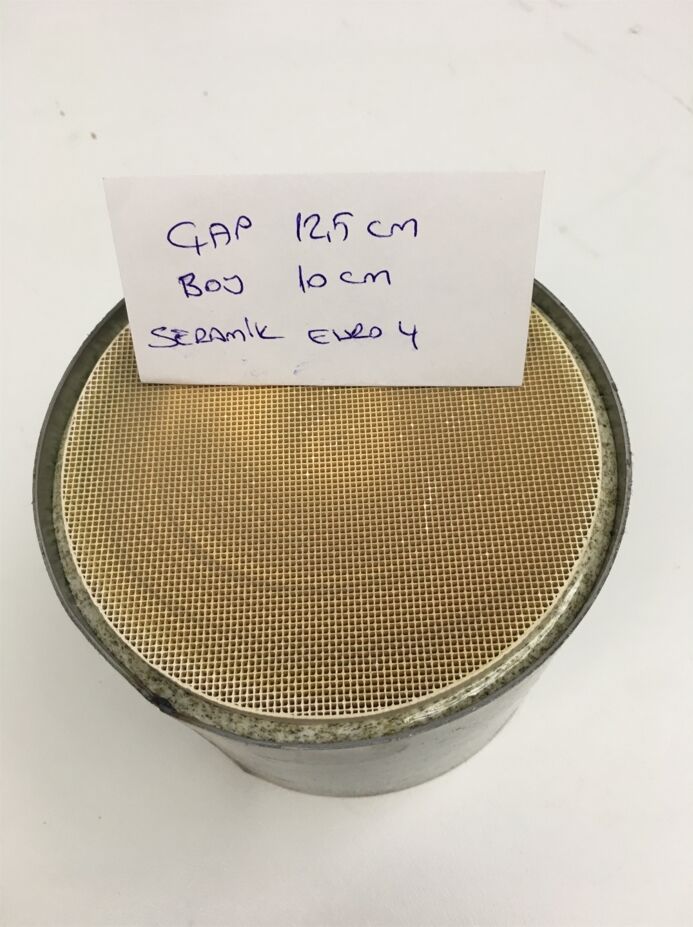 ÇAP 12,5 cm
BOY 10 cm
SERAMİK EURO 4